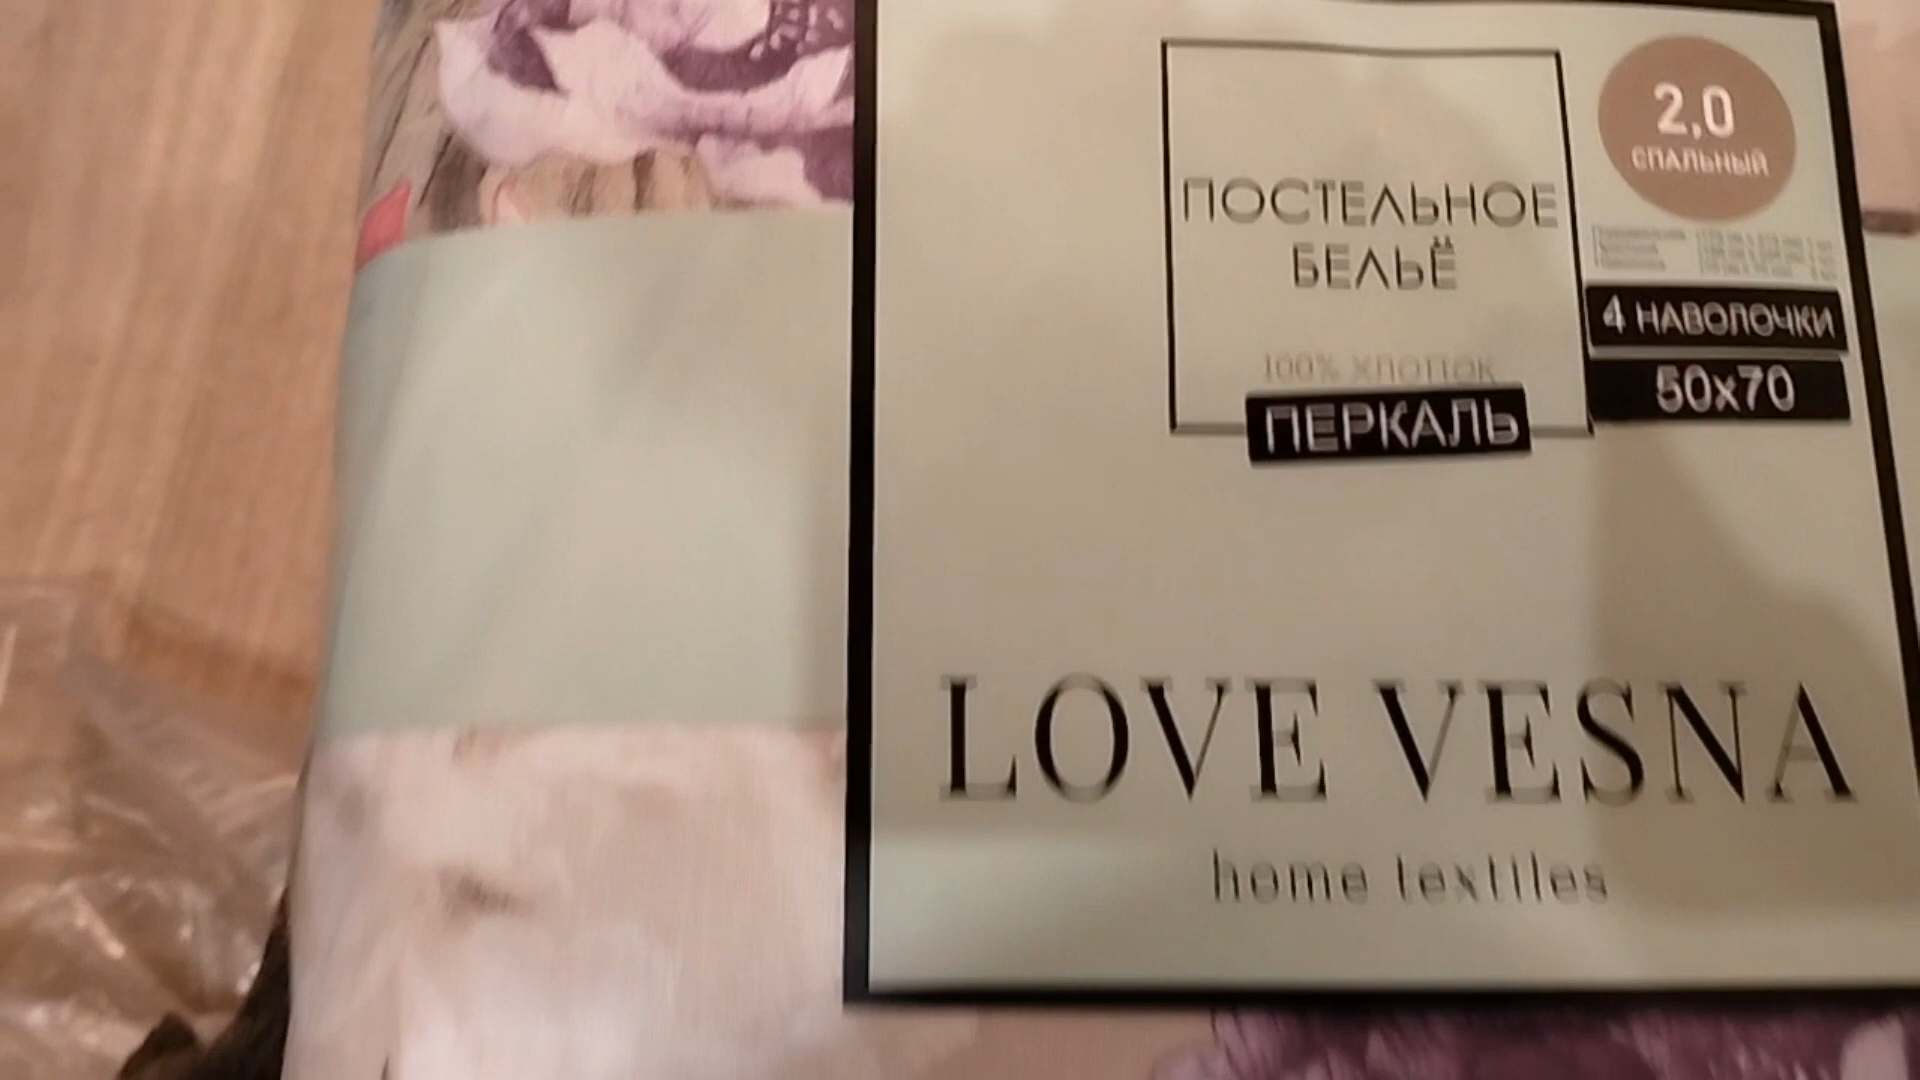 2,0
СПАЛЬНЫЙ
ПОСТЕЛЬНОЕ
БЕЛЬЁ
100% ХЛОПОК
ПЕРКАЛЬ
4 НАВОЛОЧКИ
50х70
LOVE VESNA
home textiles